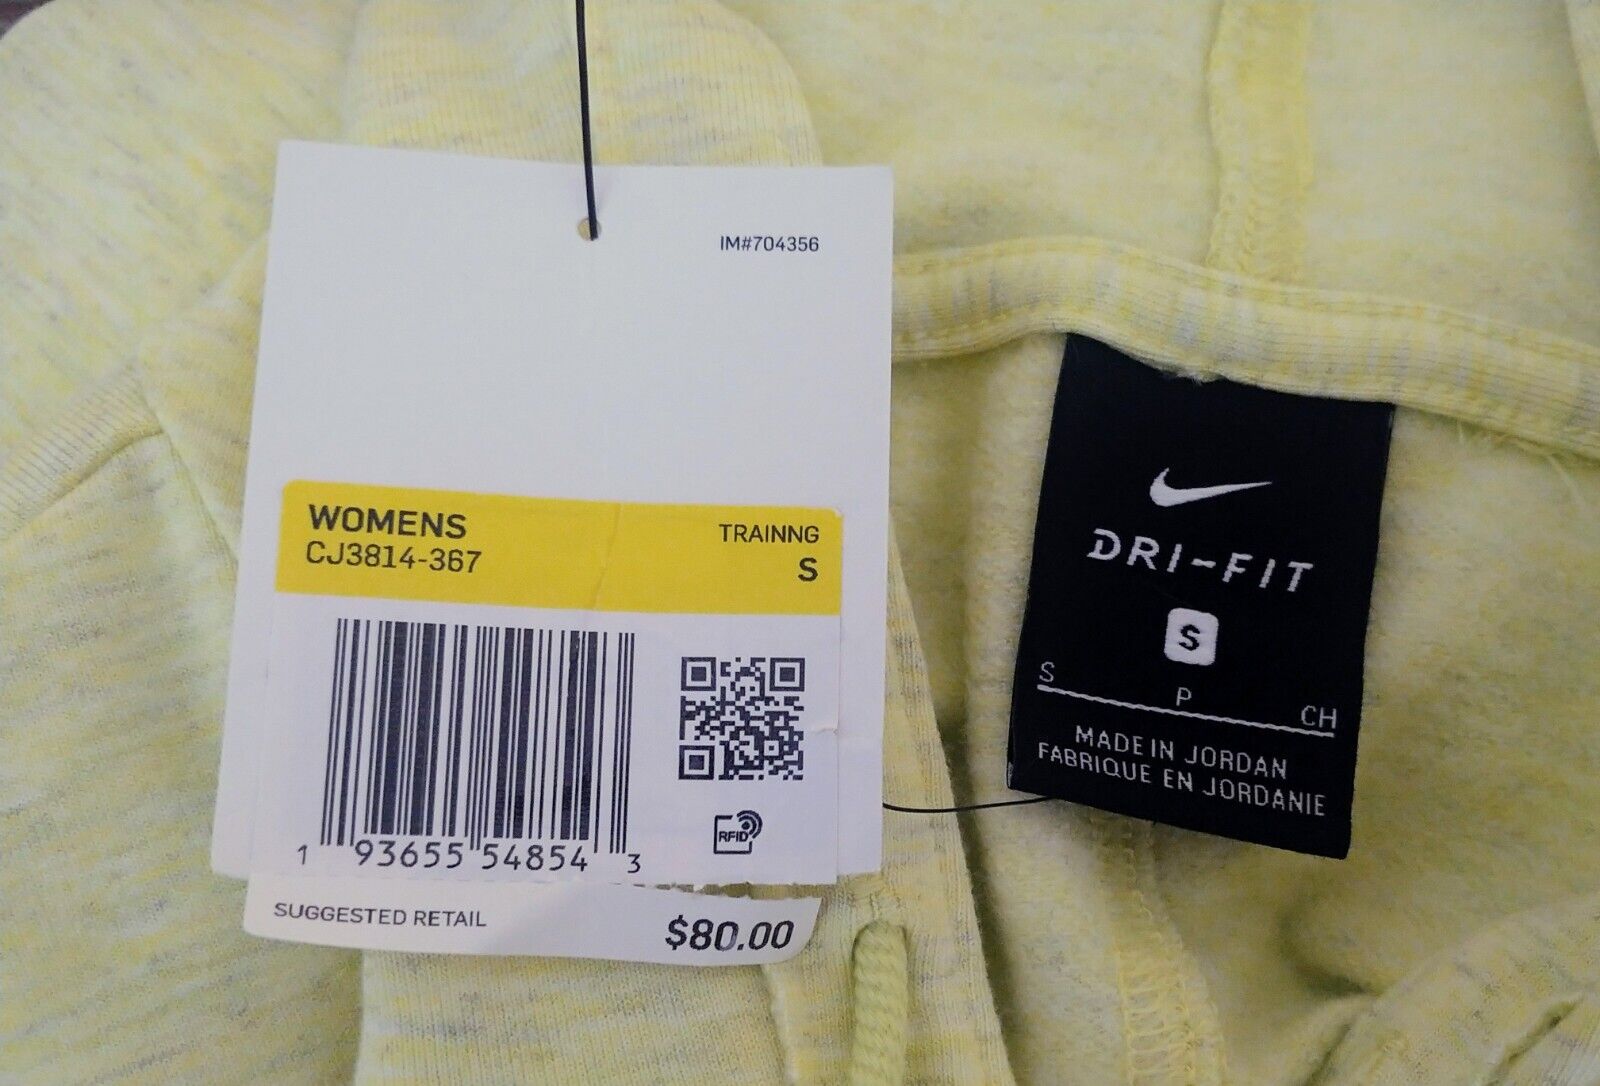 IM#704356
WOMENS
CJ3814-367
TRAINNG
S
1 93655 54854 3
RFID
SUGGESTED RETAIL
$80.00
DRI-FIT
S
S P CH
MADE IN JORDAN
FABRIQUE EN JORDANIE